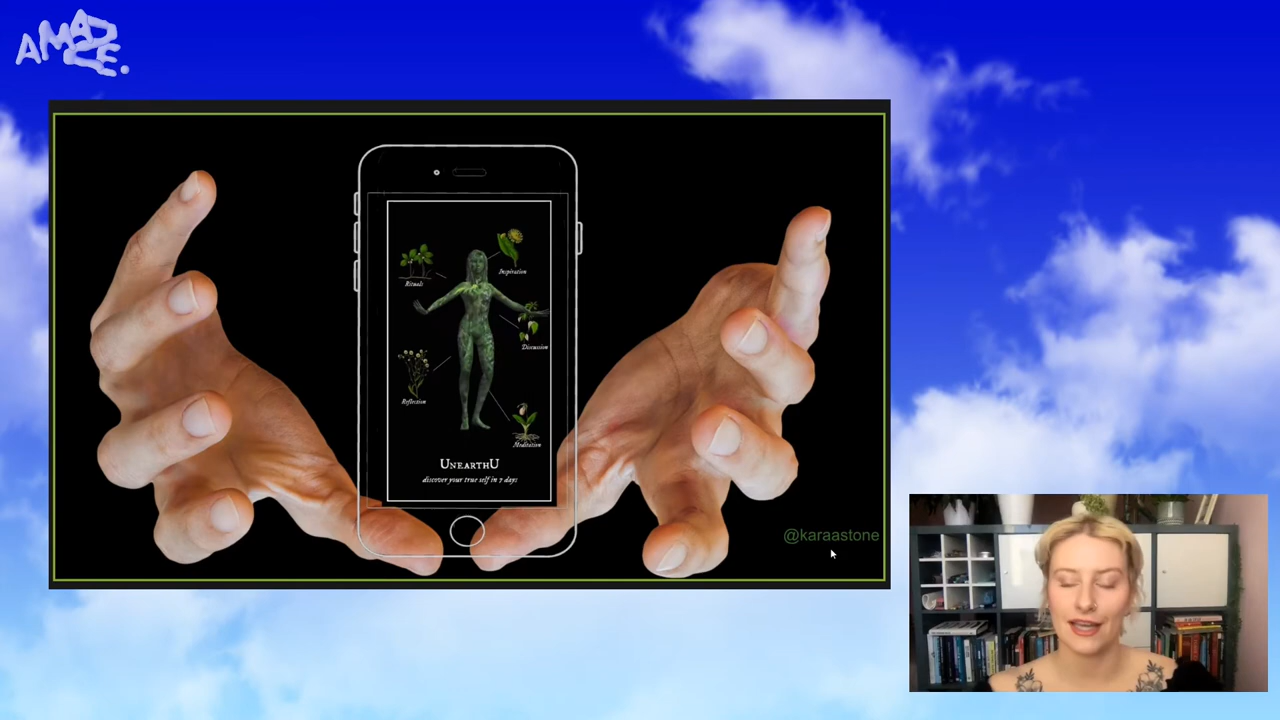 AMAZE.
Inspiration
Rituals
Discussion
Reflection
Meditation
UnearthU
discover your true self in 7 days
@karaastone